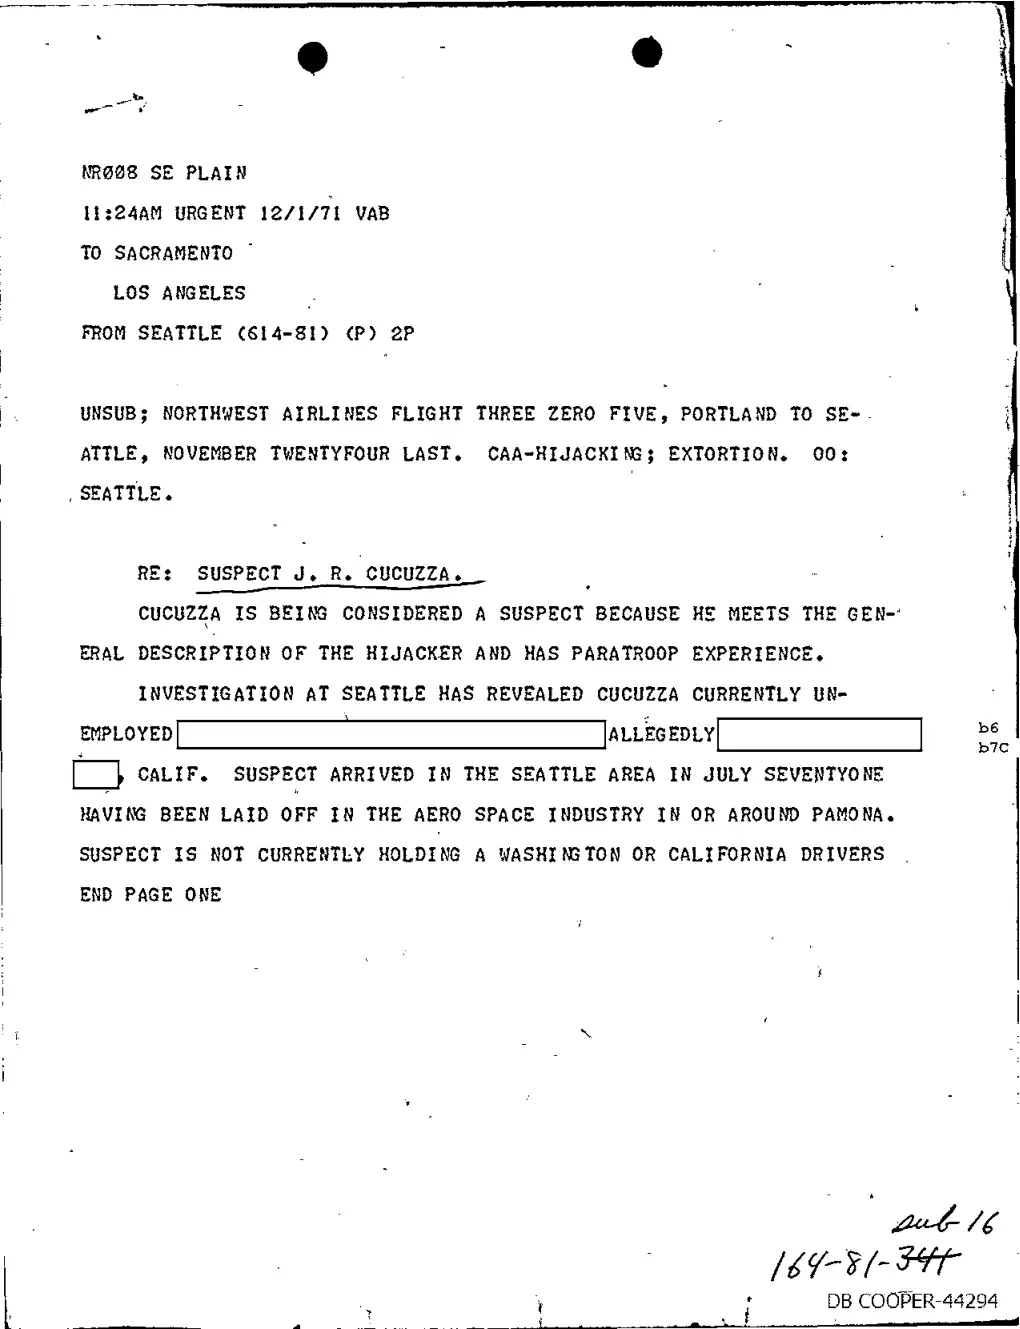 NR008 SE PLAIN
11:24AM URGENT 12/1/71 VAB
TO SACRAMENTO
LOS ANGELES
FROM SEATTLE (614-81) (P) 2P
UNSUB; NORTHWEST AIRLINES FLIGHT THREE ZERO FIVE, PORTLAND TO SE-
ATTLE, NOVEMBER TWENTYFOUR LAST. CAA-HIJACKING; EXTORTION. OO:
SEATTLE.
RE: SUSPECT J. R. CUCUZZA.
CUCUZZA IS BEING CONSIDERED A SUSPECT BECAUSE HE MEETS THE GEN-
ERAL DESCRIPTION OF THE HIJACKER AND HAS PARATROOP EXPERIENCE.
INVESTIGATION AT SEATTLE HAS REVEALED CUCUZZA CURRENTLY UN-
EMPLOYED ALLEGEDLY
b6
b7C
, CALIF. SUSPECT ARRIVED IN THE SEATTLE AREA IN JULY SEVENTYONE
HAVING BEEN LAID OFF IN THE AERO SPACE INDUSTRY IN OR AROUND PAMONA.
SUSPECT IS NOT CURRENTLY HOLDING A WASHINGTON OR CALIFORNIA DRIVERS
END PAGE ONE
sub 16
164-81-341
DB COOPER-44294